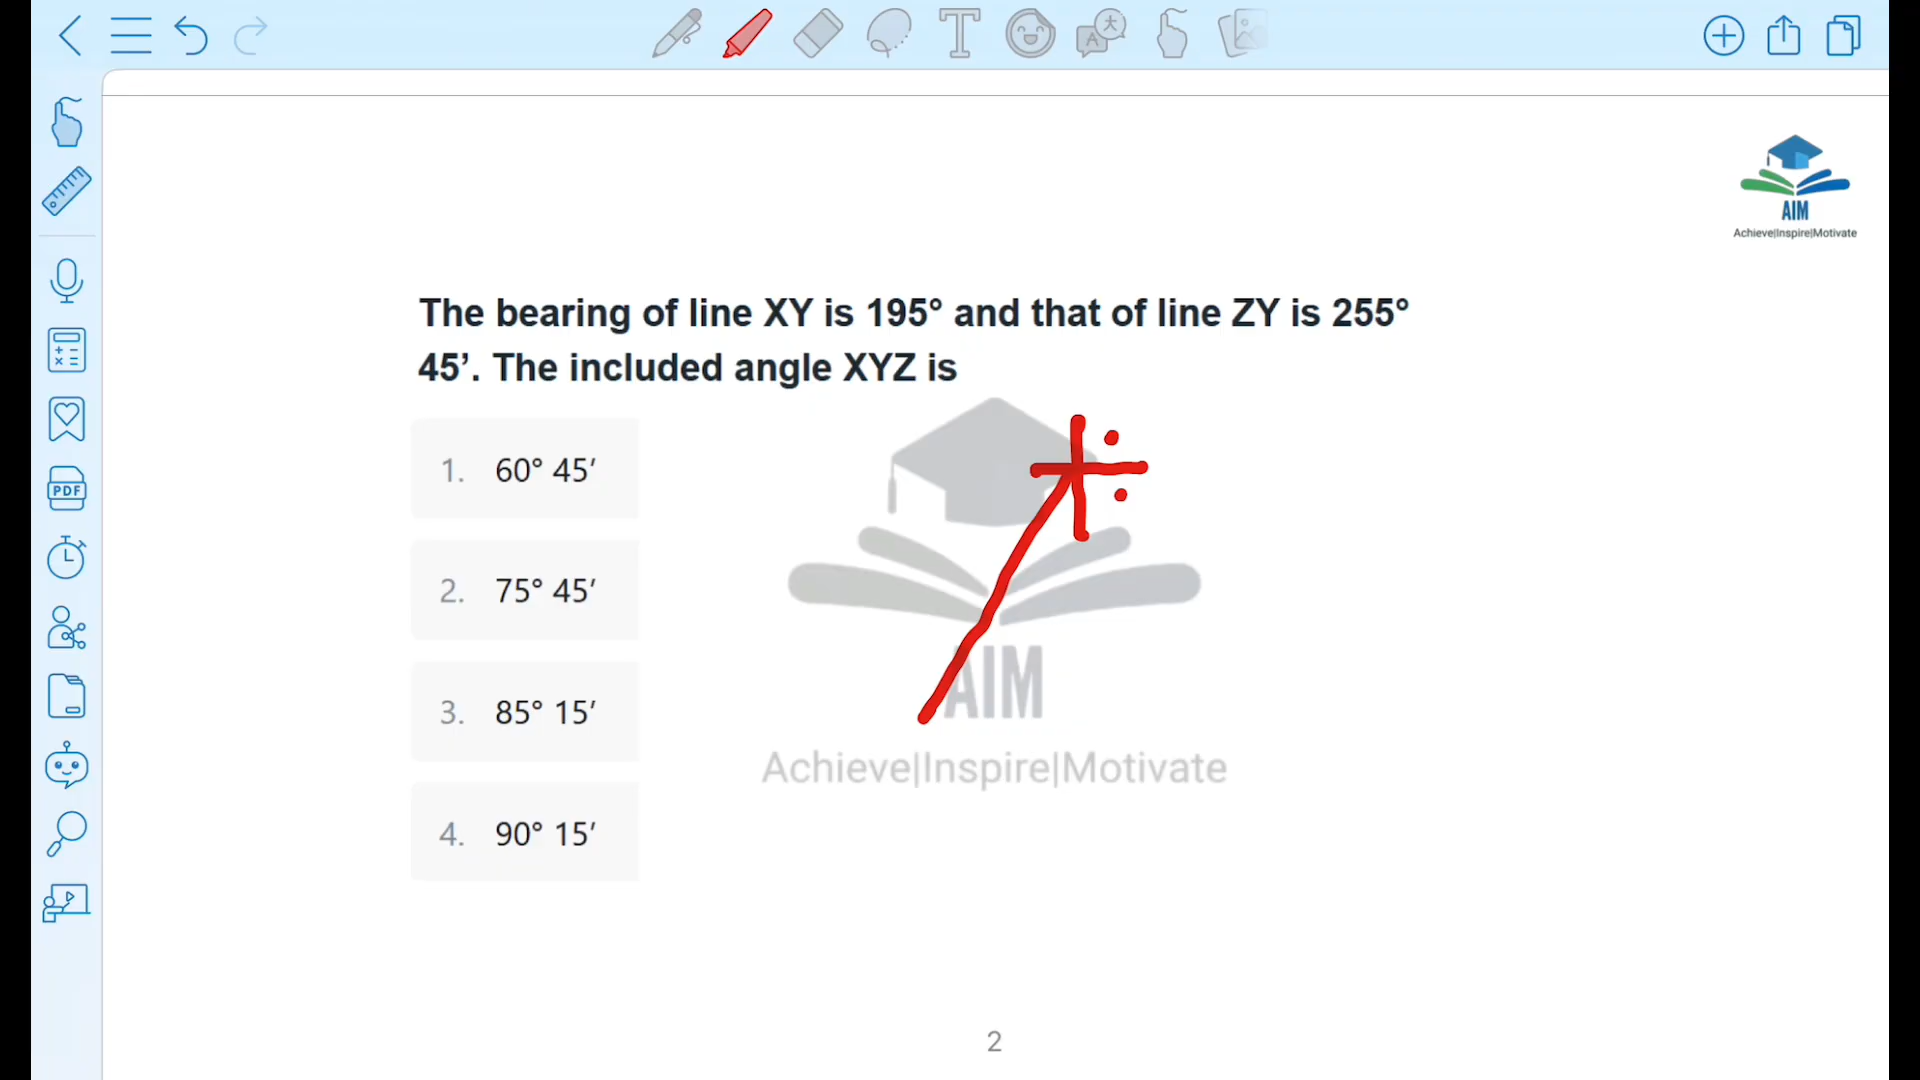 AIM
Achieve|Inspire|Motivate
The bearing of line XY is 195° and that of line ZY is 255°
45’. The included angle XYZ is
1. 60° 45′
2. 75° 45′
3. 85° 15′
4. 90° 15′
AIM
Achieve|Inspire|Motivate
2
PDF